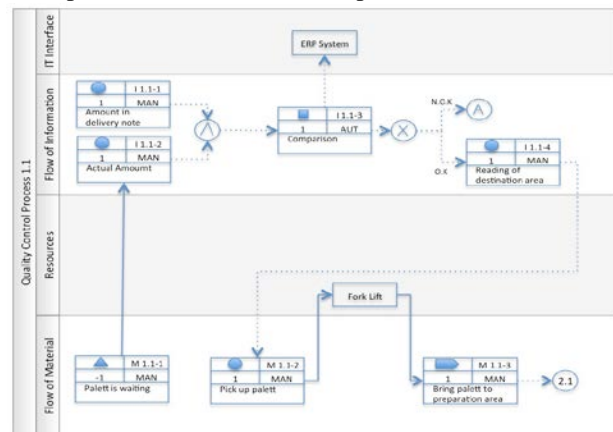 Quality Control Process 1.1
IT Interface
ERP System
Flow of Information
I 1.1-1
1 MAN
Amount in
delivery note
I 1.1-2
1 MAN
Actual Amount
Λ
I 1.1-3
1 AUT
Comparison
X
N.O.K
A
O.K
I 1.1-4
1 MAN
Reading of
destination area
Resources
Fork Lift
Flow of Material
M 1.1-1
-1 MAN
Palett is waiting
M 1.1-2
1 MAN
Pick up palett
M 1.1-3
1 MAN
Bring palett to
preparation area
2.1